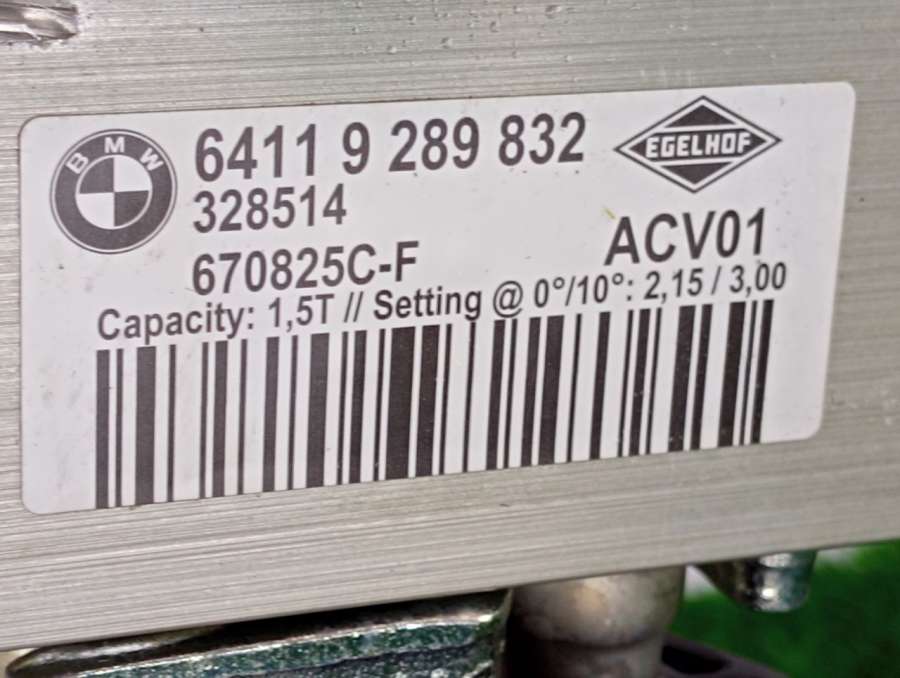 BMW
6411 9 289 832
EGELHOF
328514
670825C-F
ACV01
Capacity: 1,5T // Setting @ 0°/10°: 2,15 / 3,00